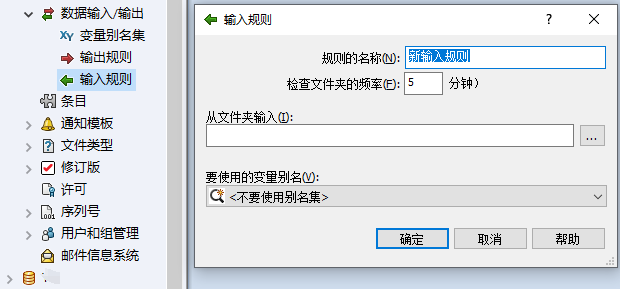 数据输入/输出
变量别名集
输出规则
输入规则
条目
通知模板
文件类型
修订版
许可
序列号
用户和组管理
邮件信息系统
输入规则
规则的名称(N):
新输入规则
检查文件夹的频率(F):
5
分钟）
从文件夹输入(I):
...
要使用的变量别名(V):
<不要使用别名集>
确定
取消
帮助